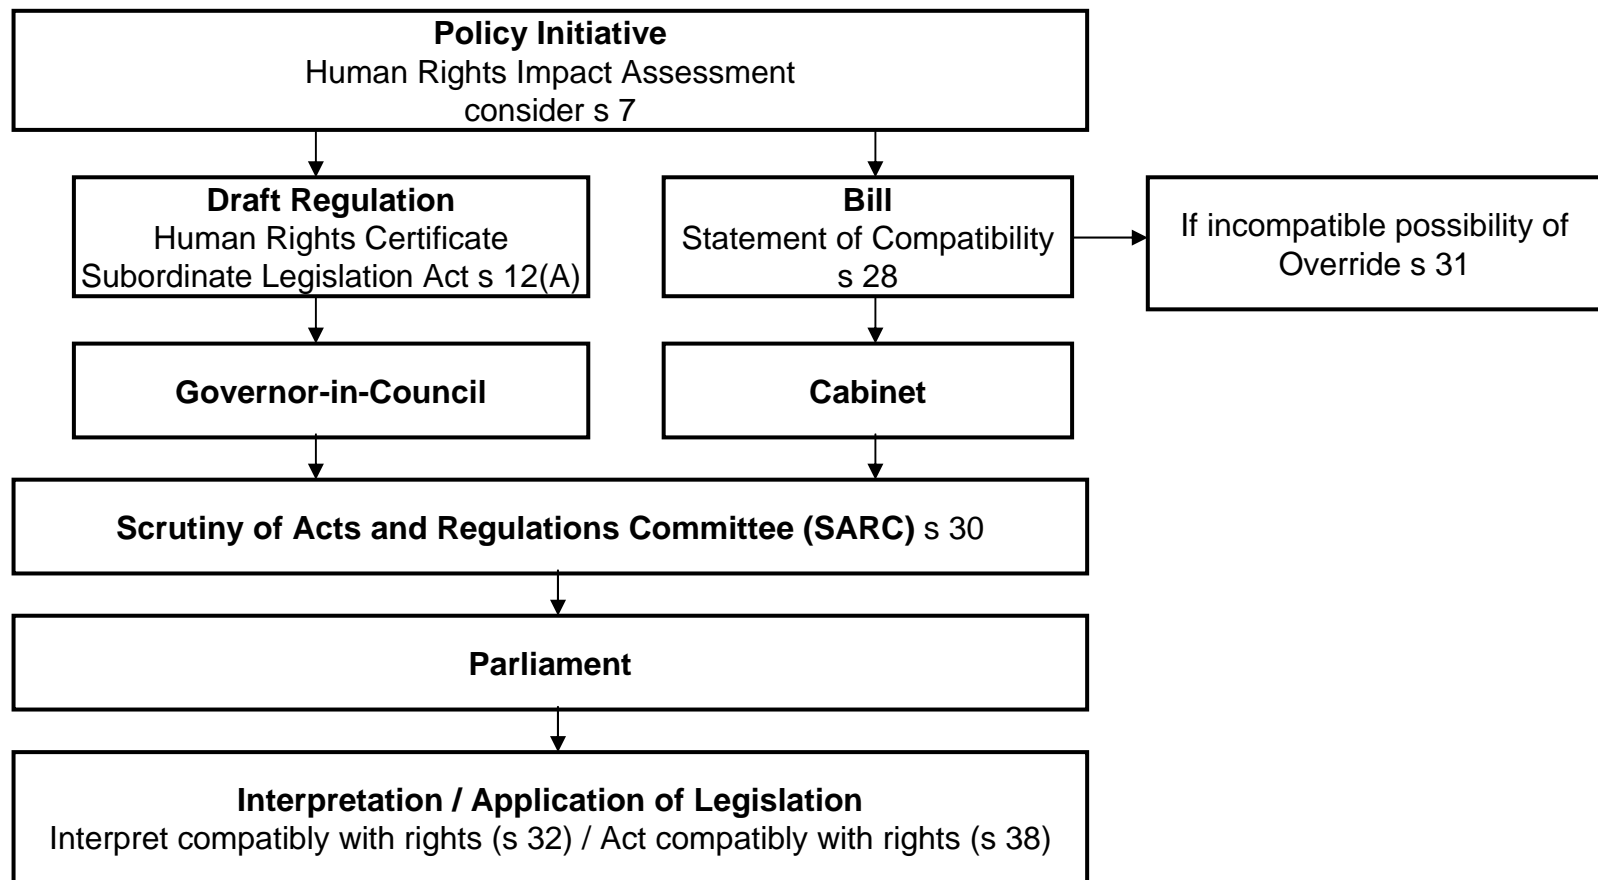 Policy Initiative
Human Rights Impact Assessment
consider s 7
Draft Regulation
Human Rights Certificate
Subordinate Legislation Act s 12(A)
Bill
Statement of Compatibility
s 28
If incompatible possibility of
Override s 31
Governor-in-Council
Cabinet
Scrutiny of Acts and Regulations Committee (SARC) s 30
Parliament
Interpretation / Application of Legislation
Interpret compatibly with rights (s 32) / Act compatibly with rights (s 38)